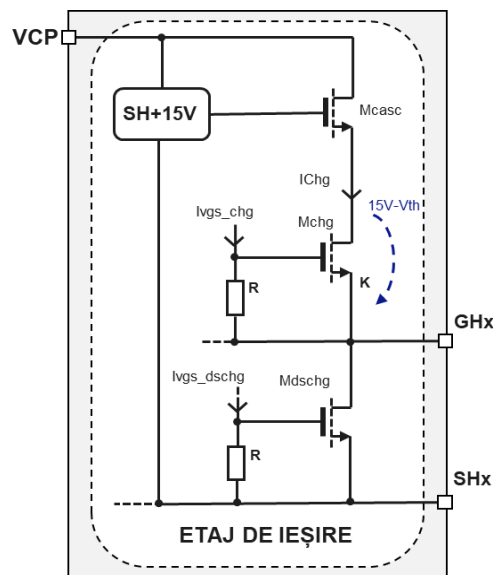 VCP
SH+15V
Mcasc
IChg
15V-Vth
Ivgs_chg
Mchg
R
K
GHx
Ivgs_dschg
Mdschg
R
SHx
ETAJ DE IEȘIRE